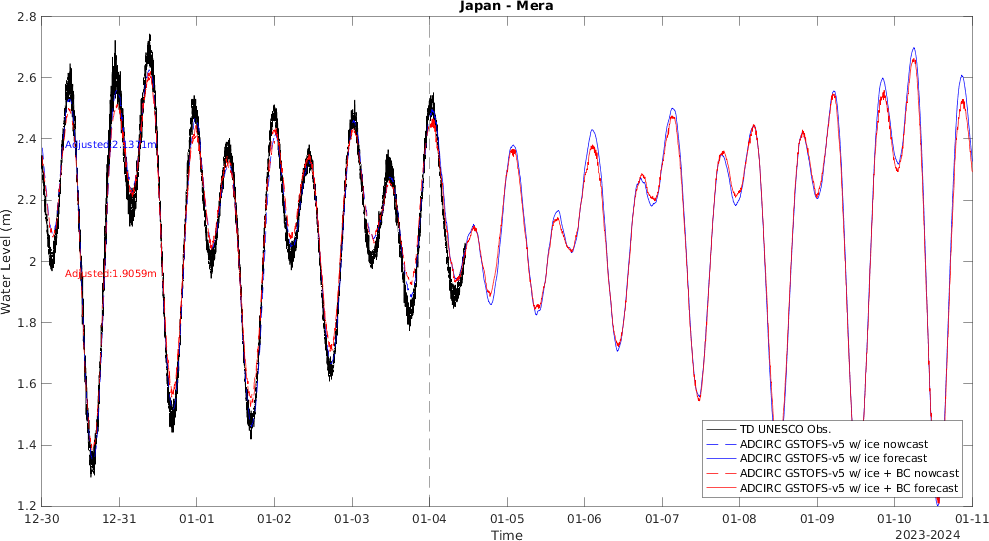 Japan - Mera
2.8
2.6
2.4
2.2
2
1.8
1.6
1.4
1.2
Water Level (m)
Adjusted:2.1371m
Adjusted:1.9059m
TD UNESCO Obs.
ADCIRC GSTOFS-v5 w/ ice nowcast
ADCIRC GSTOFS-v5 w/ ice forecast
ADCIRC GSTOFS-v5 w/ ice + BC nowcast
ADCIRC GSTOFS-v5 w/ ice + BC forecast
12-30 12-31 01-01 01-02 01-03 01-04 01-05 01-06 01-07 01-08 01-09 01-10 01-11
Time
2023-2024